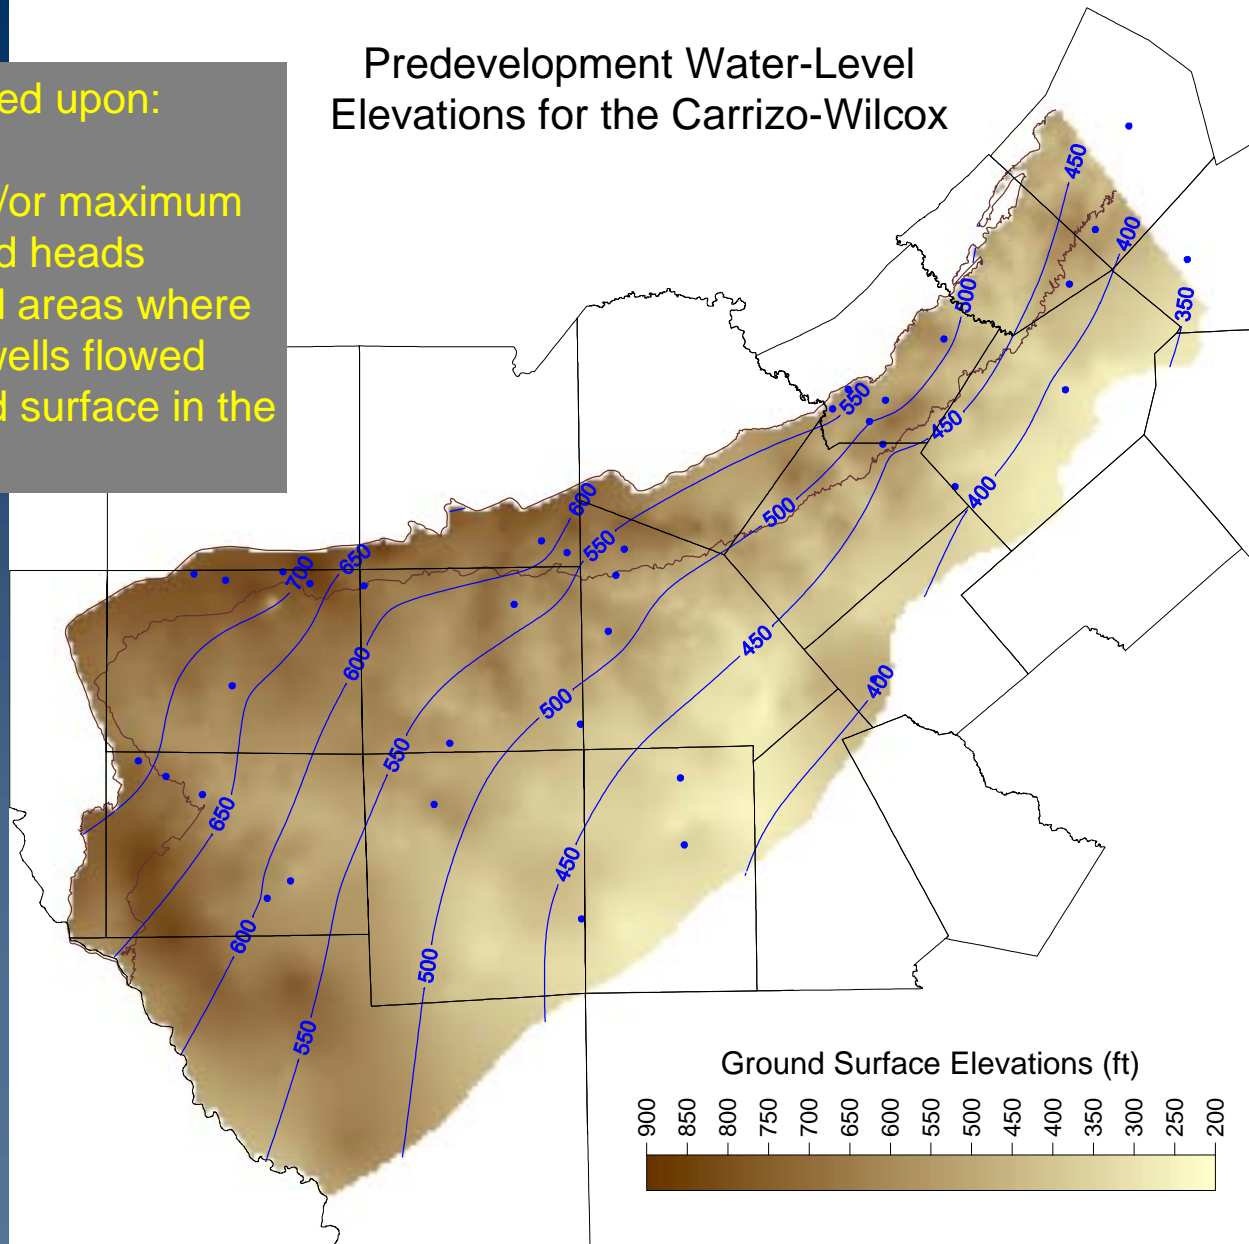 Predevelopment Water-Level
Elevations for the Carrizo-Wilcox
ed upon:
/or maximum
d heads
l areas where
wells flowed
d surface in the
450
400
350
500
550
450
400
500
600
550
650
700
450
600
400
500
550
650
450
600
500
550
Ground Surface Elevations (ft)
900 850 800 750 700 650 600 550 500 450 400 350 300 250 200